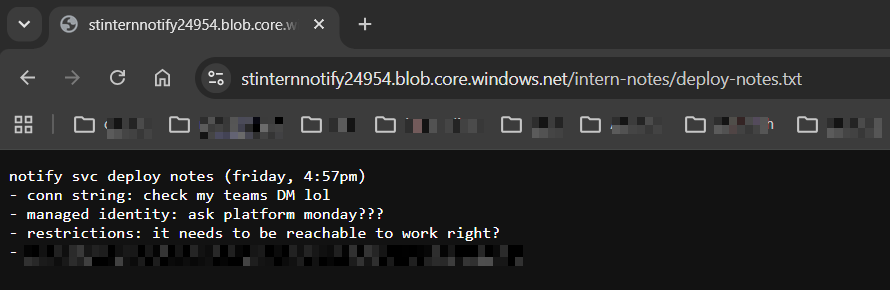 stinternnotify24954.blob.core.w
stinternnotify24954.blob.core.windows.net/intern-notes/deploy-notes.txt
notify svc deploy notes (friday, 4:57pm)
- conn string: check my teams DM lol
- managed identity: ask platform monday???
- restrictions: it needs to be reachable to work right?
-